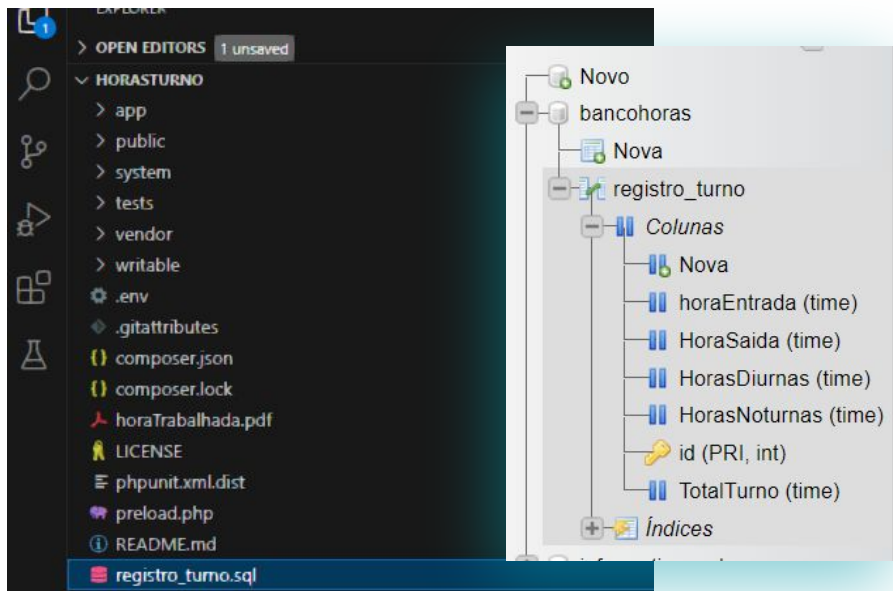 1
OPEN EDITORS 1 unsaved
HORASTURNO
app
public
system
tests
vendor
writable
.env
.gitattributes
composer.json
composer.lock
horaTrabalhada.pdf
LICENSE
phpunit.xml.dist
preload.php
README.md
registro_turno.sql
Novo
bancohoras
Nova
registro_turno
Colunas
Nova
horaEntrada (time)
HoraSaida (time)
HorasDiurnas (time)
HorasNoturnas (time)
id (PRI, int)
TotalTurno (time)
Índices